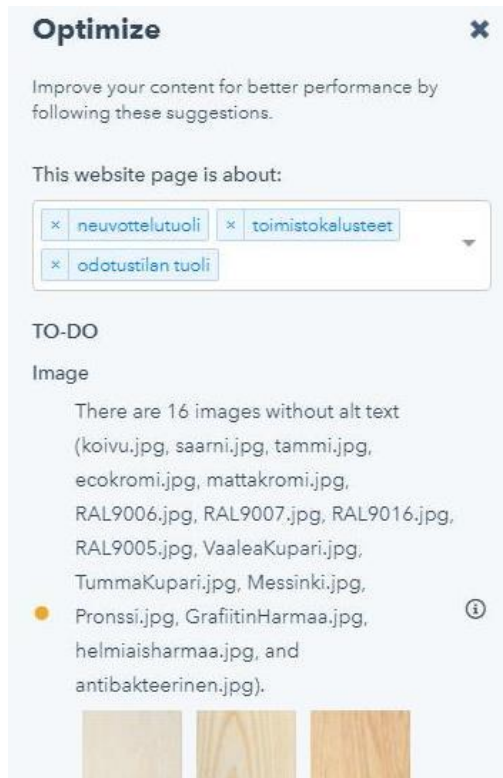 Optimize
Improve your content for better performance by
following these suggestions.
This website page is about:
× neuvottelutuoli × toimistokalusteet
× odotustilan tuoli
TO-DO
Image
There are 16 images without alt text
(koivu.jpg, saarni.jpg, tammi.jpg,
ecokromi.jpg, mattakromi.jpg,
RAL9006.jpg, RAL9007.jpg, RAL9016.jpg,
RAL9005.jpg, VaaleaKupari.jpg,
TummaKupari.jpg, Messinki.jpg,
Pronssi.jpg, GrafiitinHarmaa.jpg,
helmiaisharmaa.jpg, and
antibakteerinen.jpg).